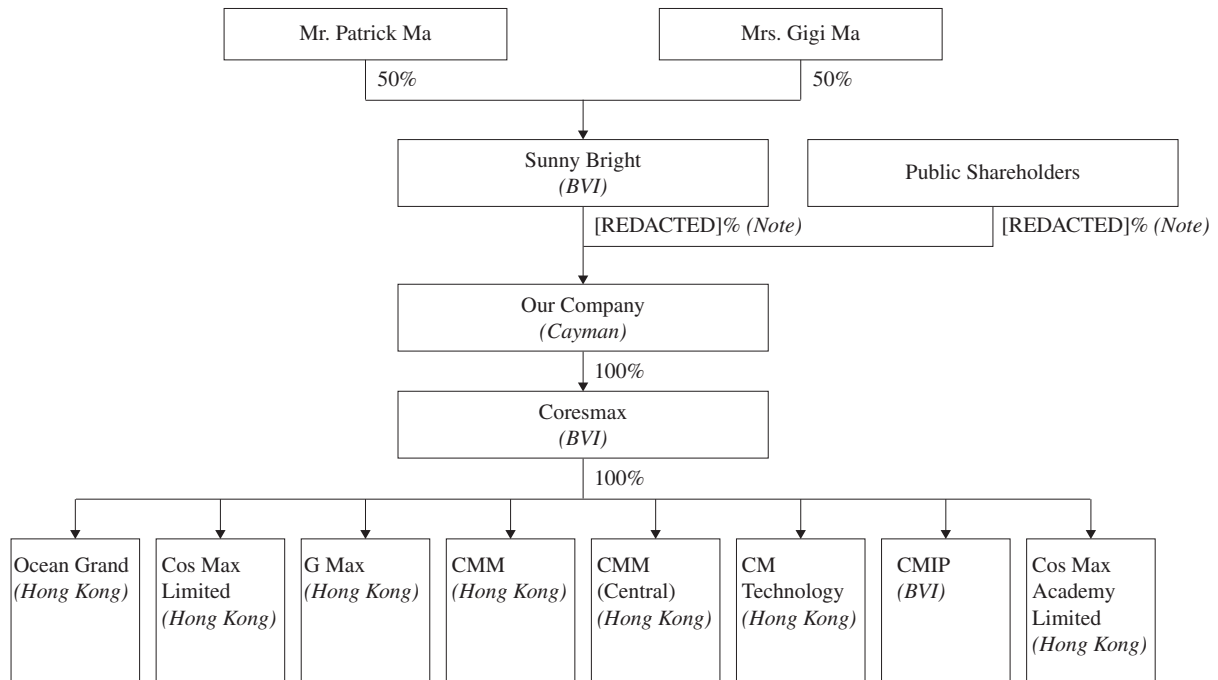 Mr. Patrick Ma
Mrs. Gigi Ma
50%
50%
Sunny Bright
(BVI)
Public Shareholders
[REDACTED]% (Note)
[REDACTED]% (Note)
Our Company
(Cayman)
100%
Coresmax
(BVI)
100%
Ocean Grand
(Hong Kong)
Cos Max
Limited
(Hong Kong)
G Max
(Hong Kong)
CMM
(Hong Kong)
CMM
(Central)
(Hong Kong)
CM
Technology
(Hong Kong)
CMIP
(BVI)
Cos Max
Academy
Limited
(Hong Kong)